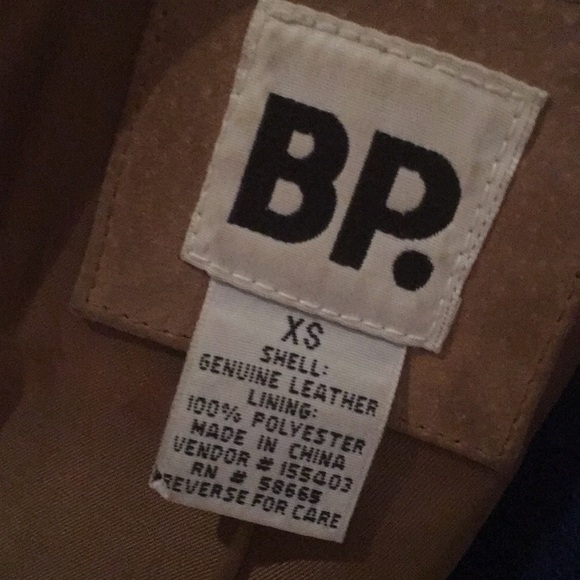 BP.
XS
SHELL:
GENUINE LEATHER
LINING:
100% POLYESTER
MADE IN CHINA
VENDOR # 155403
RN # 58665
REVERSE FOR CARE